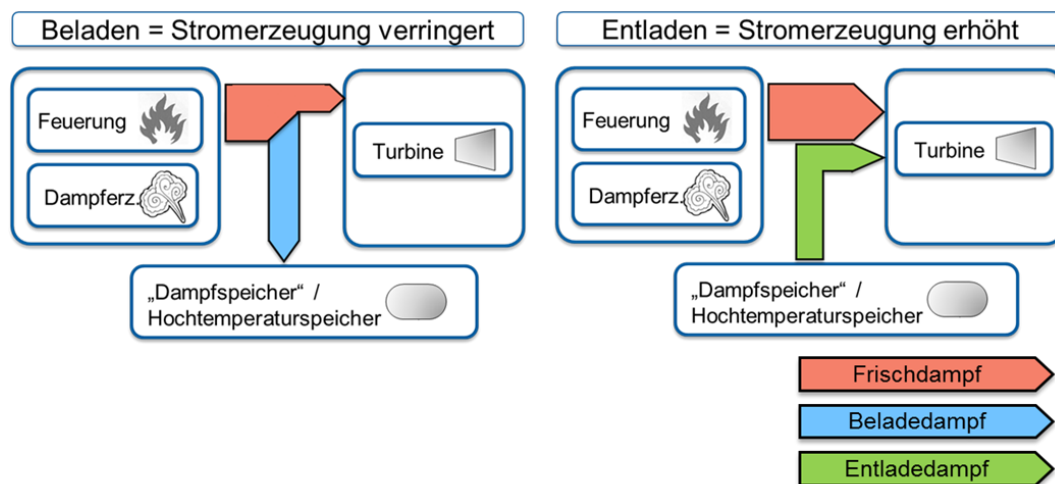 Beladen = Stromerzeugung verringert
Feuerung
Dampferz.
Turbine
„Dampfspeicher“ /
Hochtemperaturspeicher
Entladen = Stromerzeugung erhöht
Feuerung
Dampferz.
Turbine
„Dampfspeicher“ /
Hochtemperaturspeicher
Frischdampf
Beladedampf
Entladedampf